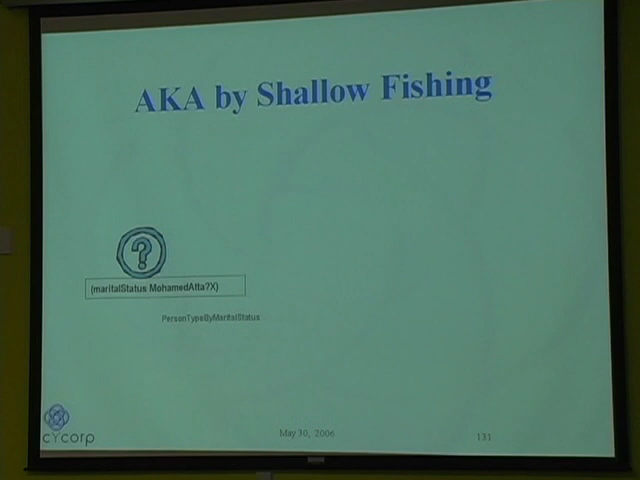 AKA by Shallow Fishing
?
(maritalStatus MohamedAtta?X)
PersonTypeByMaritalStatus
cycorp
May 30, 2006
131